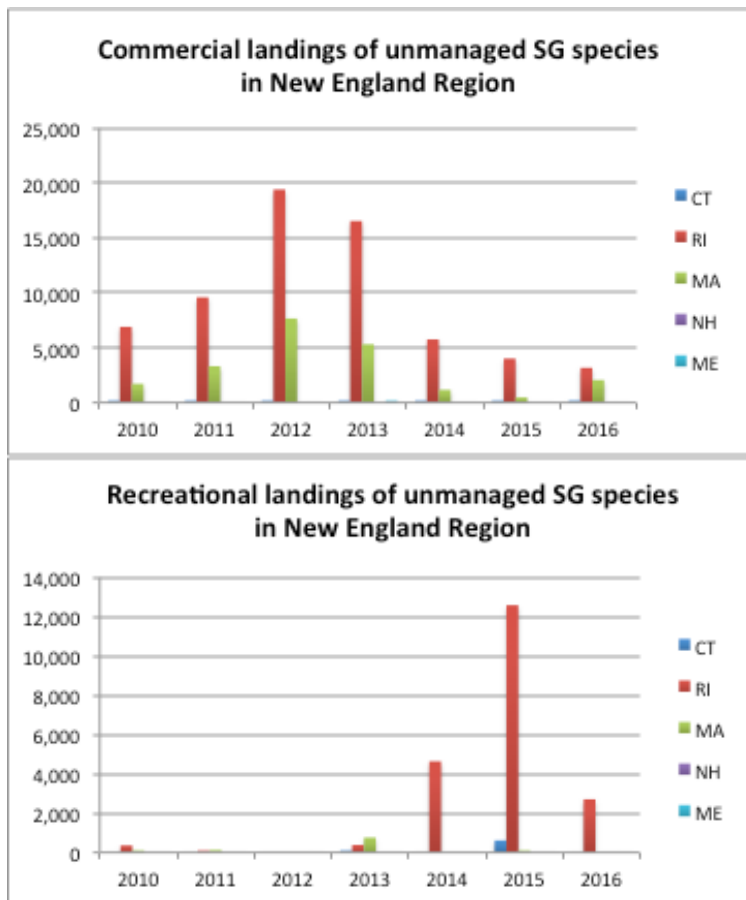 Commercial landings of unmanaged SG species
in New England Region
25,000
20,000
15,000
10,000
5,000
0
2010 2011 2012 2013 2014 2015 2016
CT
RI
MA
NH
ME
Recreational landings of unmanaged SG species
in New England Region
14,000
12,000
10,000
8,000
6,000
4,000
2,000
0
2010 2011 2012 2013 2014 2015 2016
CT
RI
MA
NH
ME